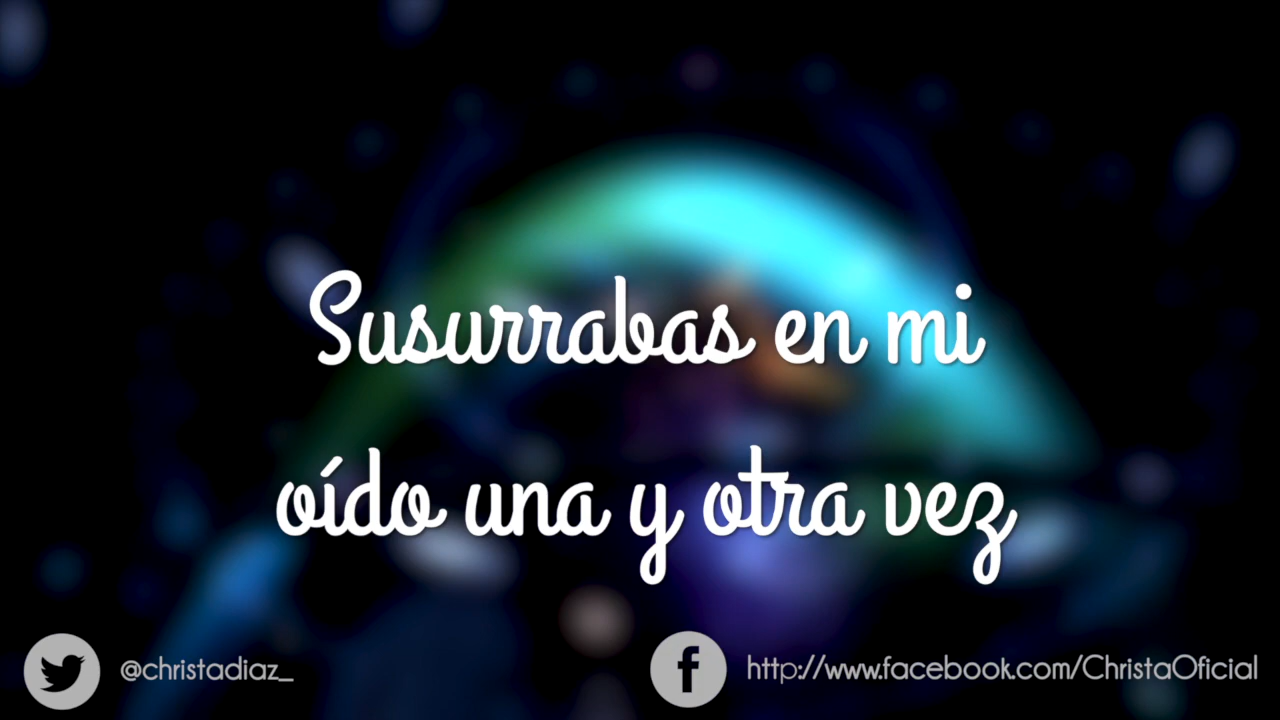 Susurrabas en mi
oído una y otra vez
@christadiaz_
http://www.facebook.com/ChristaOficial